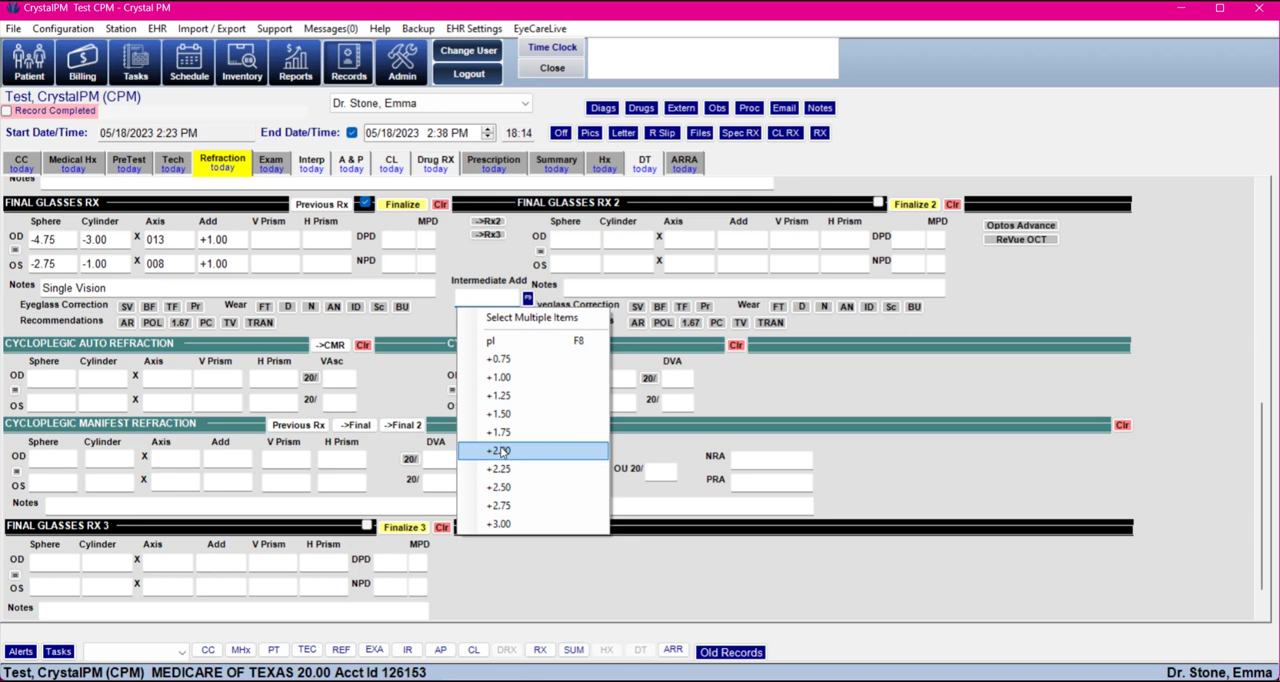 CrystalPM Test CPM - Crystal PM
File Configuration Station EHR Import / Export Support Messages(0) Help Backup EHR Settings EyeCareLive
Patient Billing Tasks Schedule Inventory Reports Records Admin Change User Logout Time Clock Close
Test, CrystalPM (CPM)
Record Completed
Dr. Stone, Emma
Diags Drugs Extern Obs Proc Email Notes
Start Date/Time: 05/18/2023 2:23 PM End Date/Time: 05/18/2023 2:38 PM 18:14 Off Pics Letter R Slip Files Spec RX CL RX RX
CC Medical Hx PreTest Tech Refraction Exam Interp A & P CL Drug RX Prescription Summary Hx DT ARRA
today today today today today today today today today today today today today today today
Notes
FINAL GLASSES RX Previous Rx Finalize Clr FINAL GLASSES RX 2 Finalize 2 Clr
Sphere Cylinder Axis Add V Prism H Prism MPD ->Rx2 Sphere Cylinder Axis Add V Prism H Prism MPD Optos Advance
OD -4.75 -3.00 X 013 +1.00 DPD ->Rx3 OD X DPD ReVue OCT
OS -2.75 -1.00 X 008 +1.00 NPD OS X NPD
Notes Single Vision Intermediate Add Notes
Eyeglass Correction SV BF TF Pr Wear FT D N AN ID Sc BU yeglass Correction SV BF TF Pr Wear FT D N AN ID Sc BU
Recommendations AR POL 1.67 PC TV TRAN AR POL 1.67 PC TV TRAN
Select Multiple Items
pl F8
+0.75
+1.00
+1.25
+1.50
+1.75
+2.00
+2.25
+2.50
+2.75
+3.00
CYCLOPLEGIC AUTO REFRACTION ->CMR Clr C Clr
Sphere Cylinder Axis V Prism H Prism VAsc DVA
OD X 20/ OD 20/
OS X 20/ O 20/
CYCLOPLEGIC MANIFEST REFRACTION Previous Rx ->Final ->Final 2 Clr
Sphere Cylinder Axis Add V Prism H Prism DVA
OD X 20/ OU 20/ NRA
OS X 20/ PRA
Notes
FINAL GLASSES RX 3 Finalize 3 Clr
Sphere Cylinder Axis Add V Prism H Prism MPD
OD X DPD
OS X NPD
Notes
Alerts Tasks CC MHx PT TEC REF EXA IR AP CL DRX RX SUM HX DT ARR Old Records
Test, CrystalPM (CPM) MEDICARE OF TEXAS 20.00 Acct Id 126153 Dr. Stone, Emma